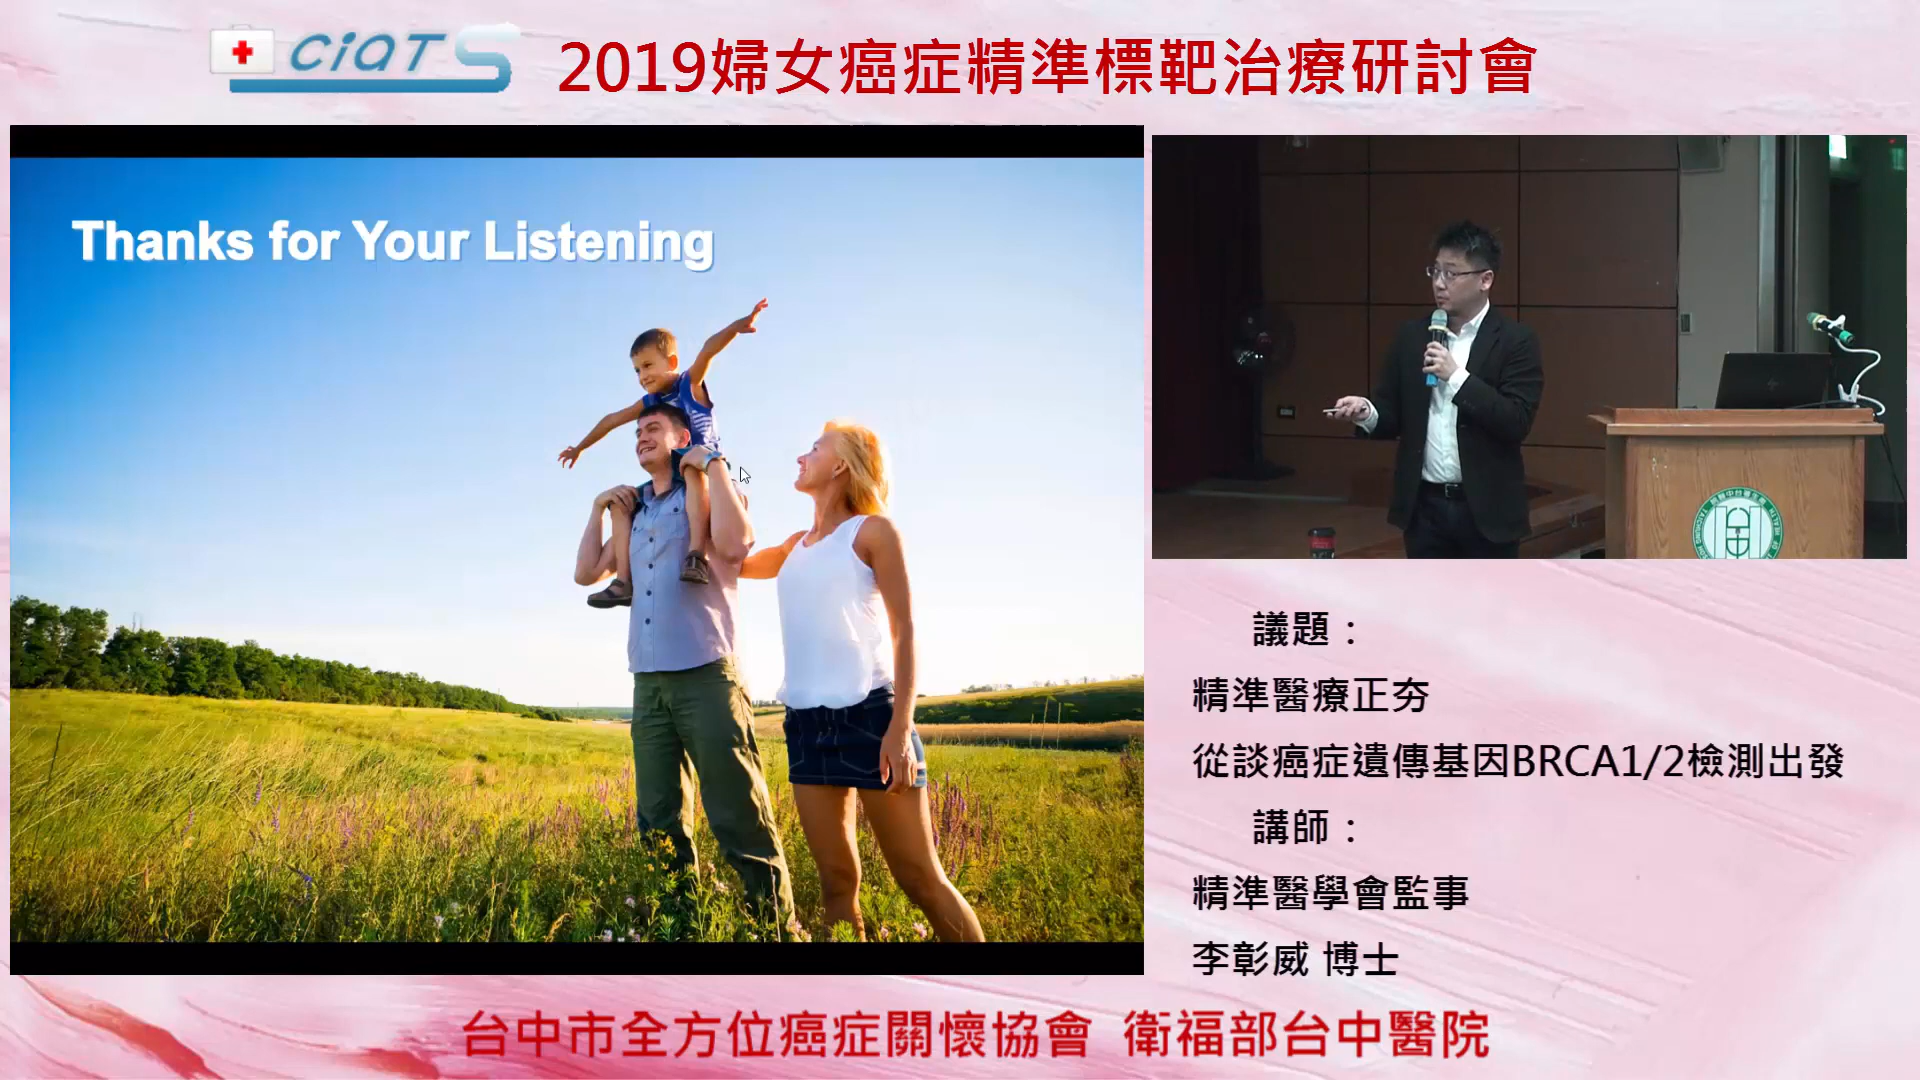 CiATS
2019婦女癌症精準標靶治療研討會
Thanks for Your Listening
議題：
精準醫療正夯
從談癌症遺傳基因BRCA1/2檢測出發
講師：
精準醫學會監事
李彰威 博士
台中市全方位癌症關懷協會 衛福部台中醫院